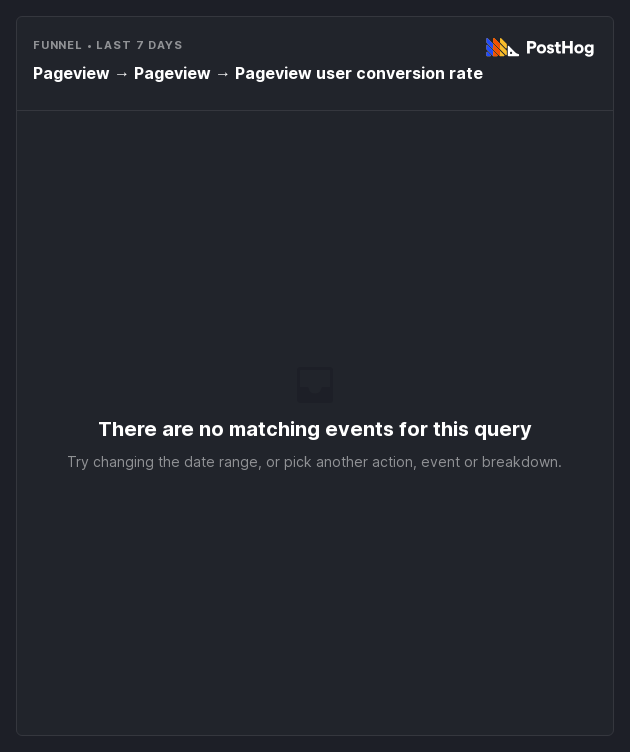 FUNNEL • LAST 7 DAYS
PostHog
Pageview → Pageview → Pageview user conversion rate
There are no matching events for this query
Try changing the date range, or pick another action, event or breakdown.